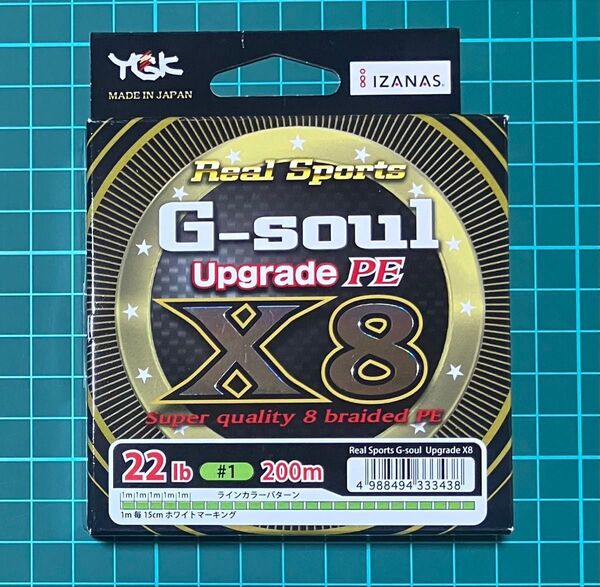 YGK
MADE IN JAPAN
IZANAS®
Real Sports
G-soul
Upgrade PE
X8
Super quality 8 braided PE
22lb #1 200m
Real Sports G-soul Upgrade X8
4 988494 333438
1m 1m 1m 1m 1m ラインカラーパターン
1m 毎 15cm ホワイトマーキング